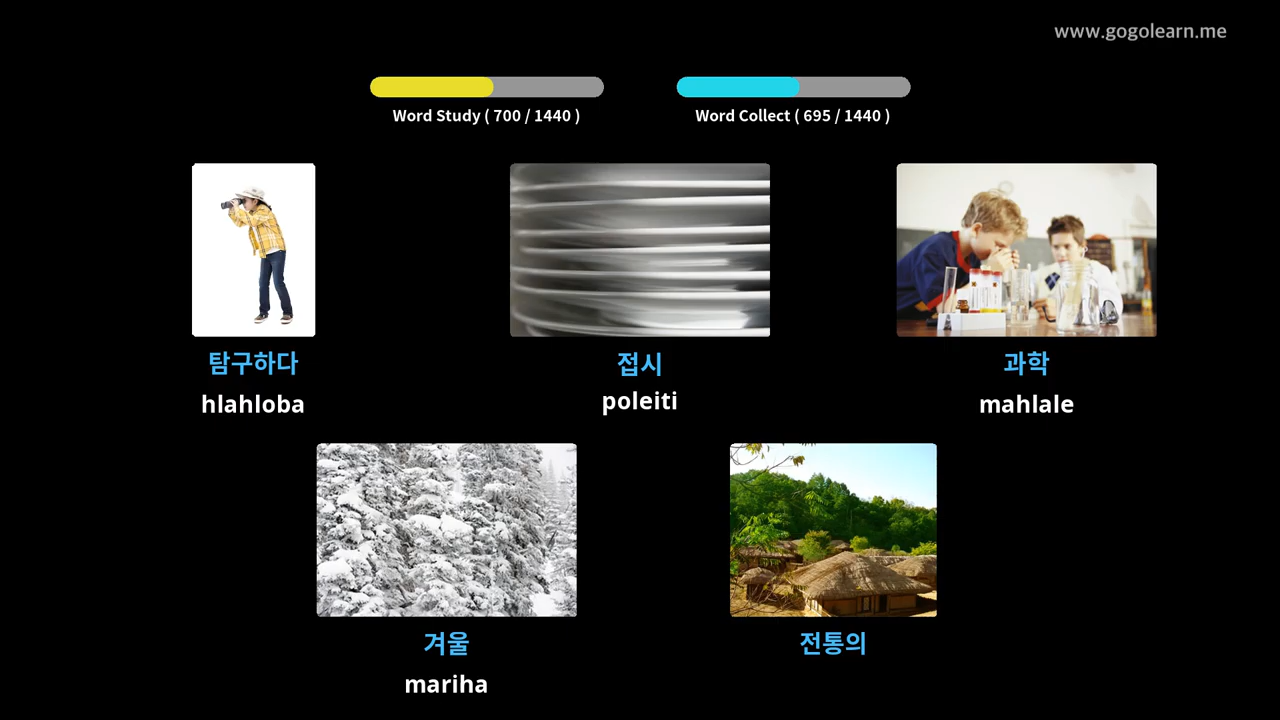 www.gogolearn.me
Word Study ( 700 / 1440 )
Word Collect ( 695 / 1440 )
탐구하다
hlahloba
접시
poleiti
과학
mahlale
겨울
mariha
전통의